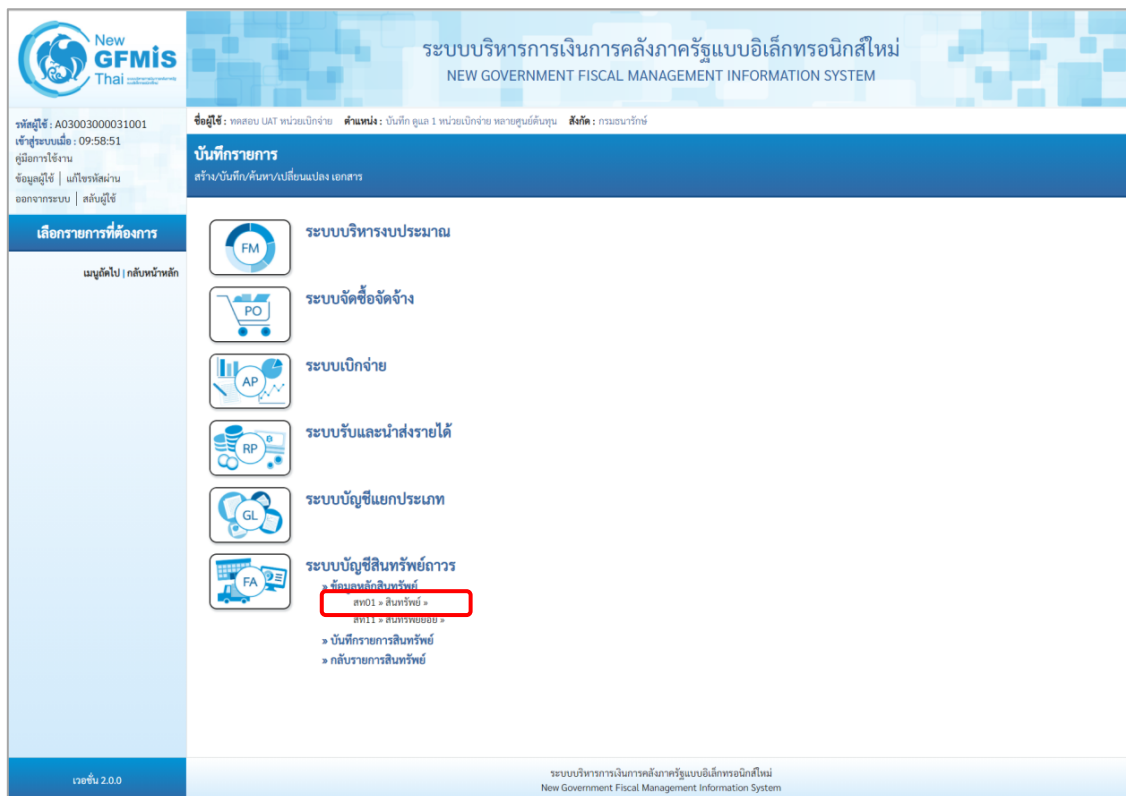 New
GFMiS
Thai
ระบบบริหารการเงินการคลังภาครัฐแบบอิเล็กทรอนิกส์ใหม่
NEW GOVERNMENT FISCAL MANAGEMENT INFORMATION SYSTEM
รหัสผู้ใช้ : A03003000031001
เข้าสู่ระบบเมื่อ : 09:58:51
คู่มือการใช้งาน
ข้อมูลผู้ใช้ | แก้ไขรหัสผ่าน
ออกจากระบบ | สลับผู้ใช้
ชื่อผู้ใช้ : ทดสอบ UAT หน่วยเบิกจ่าย ตำแหน่ง : บันทึก ดูแล 1 หน่วยเบิกจ่าย หลายศูนย์ต้นทุน สังกัด : กรมธนารักษ์
บันทึกรายการ
สร้าง/บันทึก/ค้นหา/เปลี่ยนแปลง เอกสาร
เลือกรายการที่ต้องการ
เมนูถัดไป | กลับหน้าหลัก
FM
ระบบบริหารงบประมาณ
PO
ระบบจัดซื้อจัดจ้าง
AP
ระบบเบิกจ่าย
RP
ระบบรับและนำส่งรายได้
GL
ระบบบัญชีแยกประเภท
FA
ระบบบัญชีสินทรัพย์ถาวร
» ข้อมูลหลักสินทรัพย์
สท01 » สินทรัพย์ »
สท11 » สินทรัพย์ย่อย »
» บันทึกรายการสินทรัพย์
» กลับรายการสินทรัพย์
เวอชั่น 2.0.0
ระบบบริหารการเงินการคลังภาครัฐแบบอิเล็กทรอนิกส์ใหม่
New Government Fiscal Management Information System